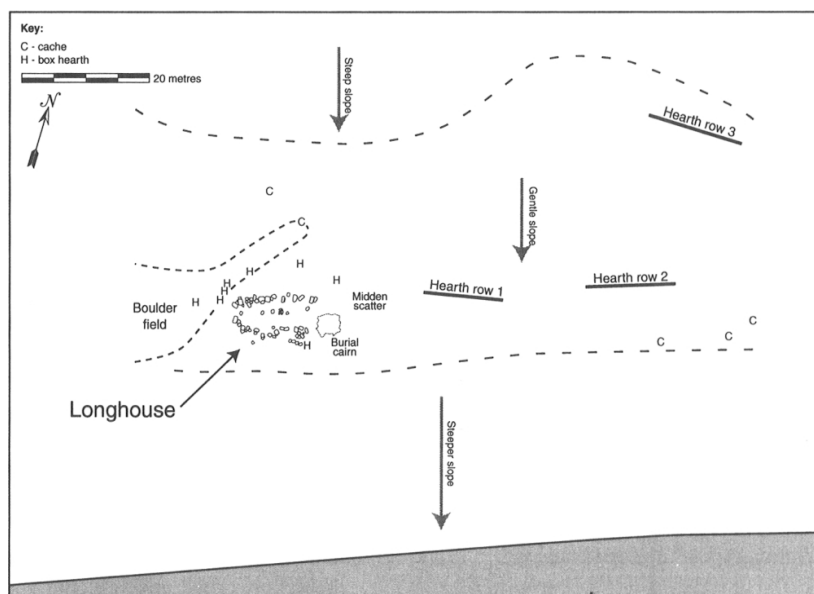 Key:
C - cache
H - box hearth
20 metres
N
Steep slope
Hearth row 3
C
Gentle slope
C
H
H
H
H
H
H
H
Boulder
field
Midden
scatter
Hearth row 1
Hearth row 2
Burial
cairn
H
C
C
C
Longhouse
Steeper slope